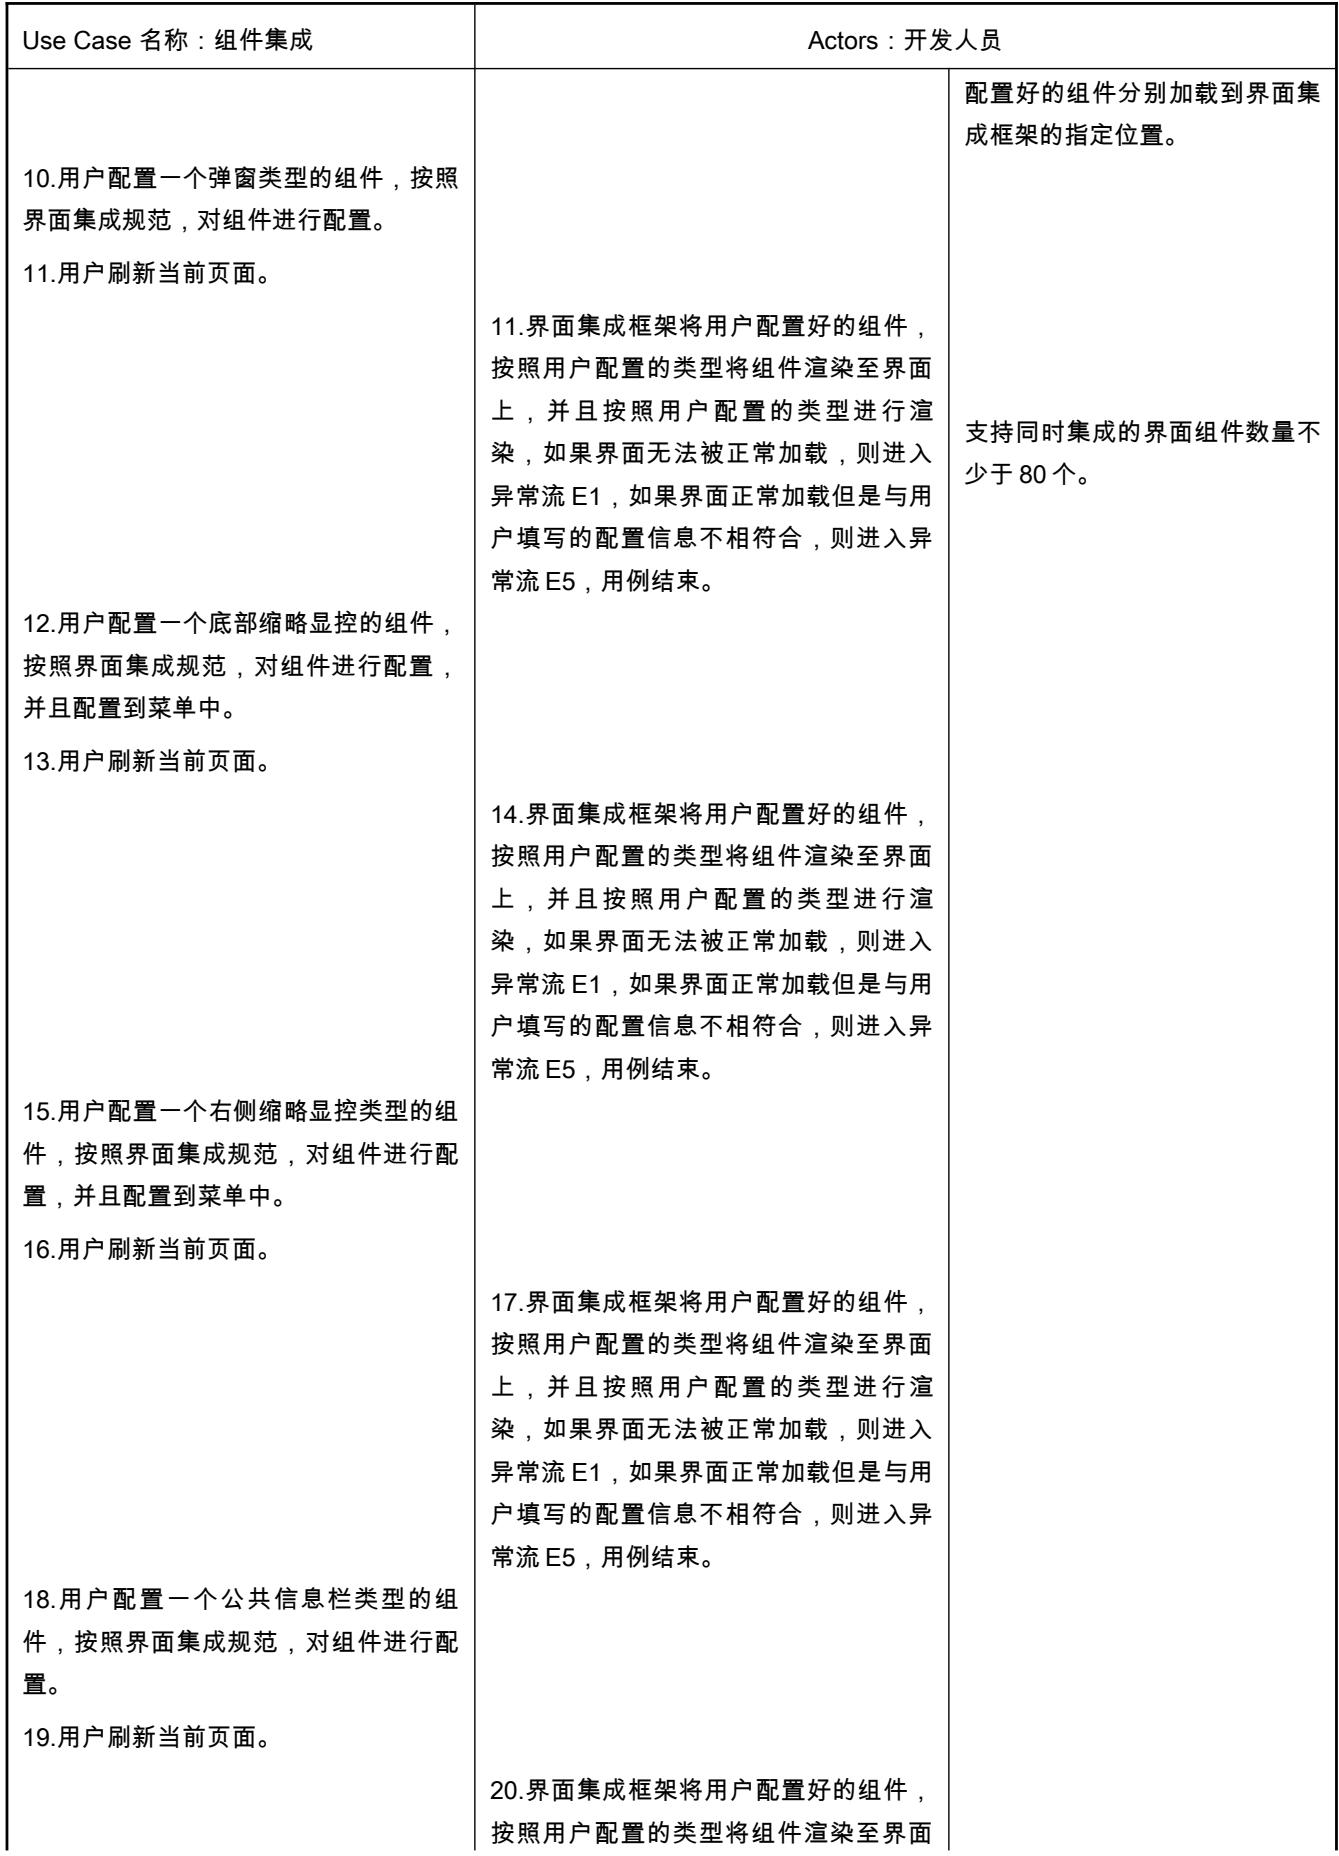 Use Case 名称：组件集成
Actors：开发人员
配置好的组件分别加载到界面集
成框架的指定位置。
10.用户配置一个弹窗类型的组件，按照
界面集成规范，对组件进行配置。
11.用户刷新当前页面。
11.界面集成框架将用户配置好的组件，
按照用户配置的类型将组件渲染至界面
上，并且按照用户配置的类型进行渲
染，如果界面无法被正常加载，则进入
异常流 E1，如果界面正常加载但是与用
户填写的配置信息不相符合，则进入异
常流 E5，用例结束。
支持同时集成的界面组件数量不
少于 80 个。
12.用户配置一个底部缩略显控的组件，
按照界面集成规范，对组件进行配置，
并且配置到菜单中。
13.用户刷新当前页面。
14.界面集成框架将用户配置好的组件，
按照用户配置的类型将组件渲染至界面
上，并且按照用户配置的类型进行渲
染，如果界面无法被正常加载，则进入
异常流 E1，如果界面正常加载但是与用
户填写的配置信息不相符合，则进入异
常流 E5，用例结束。
15.用户配置一个右侧缩略显控类型的组
件，按照界面集成规范，对组件进行配
置，并且配置到菜单中。
16.用户刷新当前页面。
17.界面集成框架将用户配置好的组件，
按照用户配置的类型将组件渲染至界面
上，并且按照用户配置的类型进行渲
染，如果界面无法被正常加载，则进入
异常流 E1，如果界面正常加载但是与用
户填写的配置信息不相符合，则进入异
常流 E5，用例结束。
18.用户配置一个公共信息栏类型的组
件，按照界面集成规范，对组件进行配
置。
19.用户刷新当前页面。
20.界面集成框架将用户配置好的组件，
按照用户配置的类型将组件渲染至界面